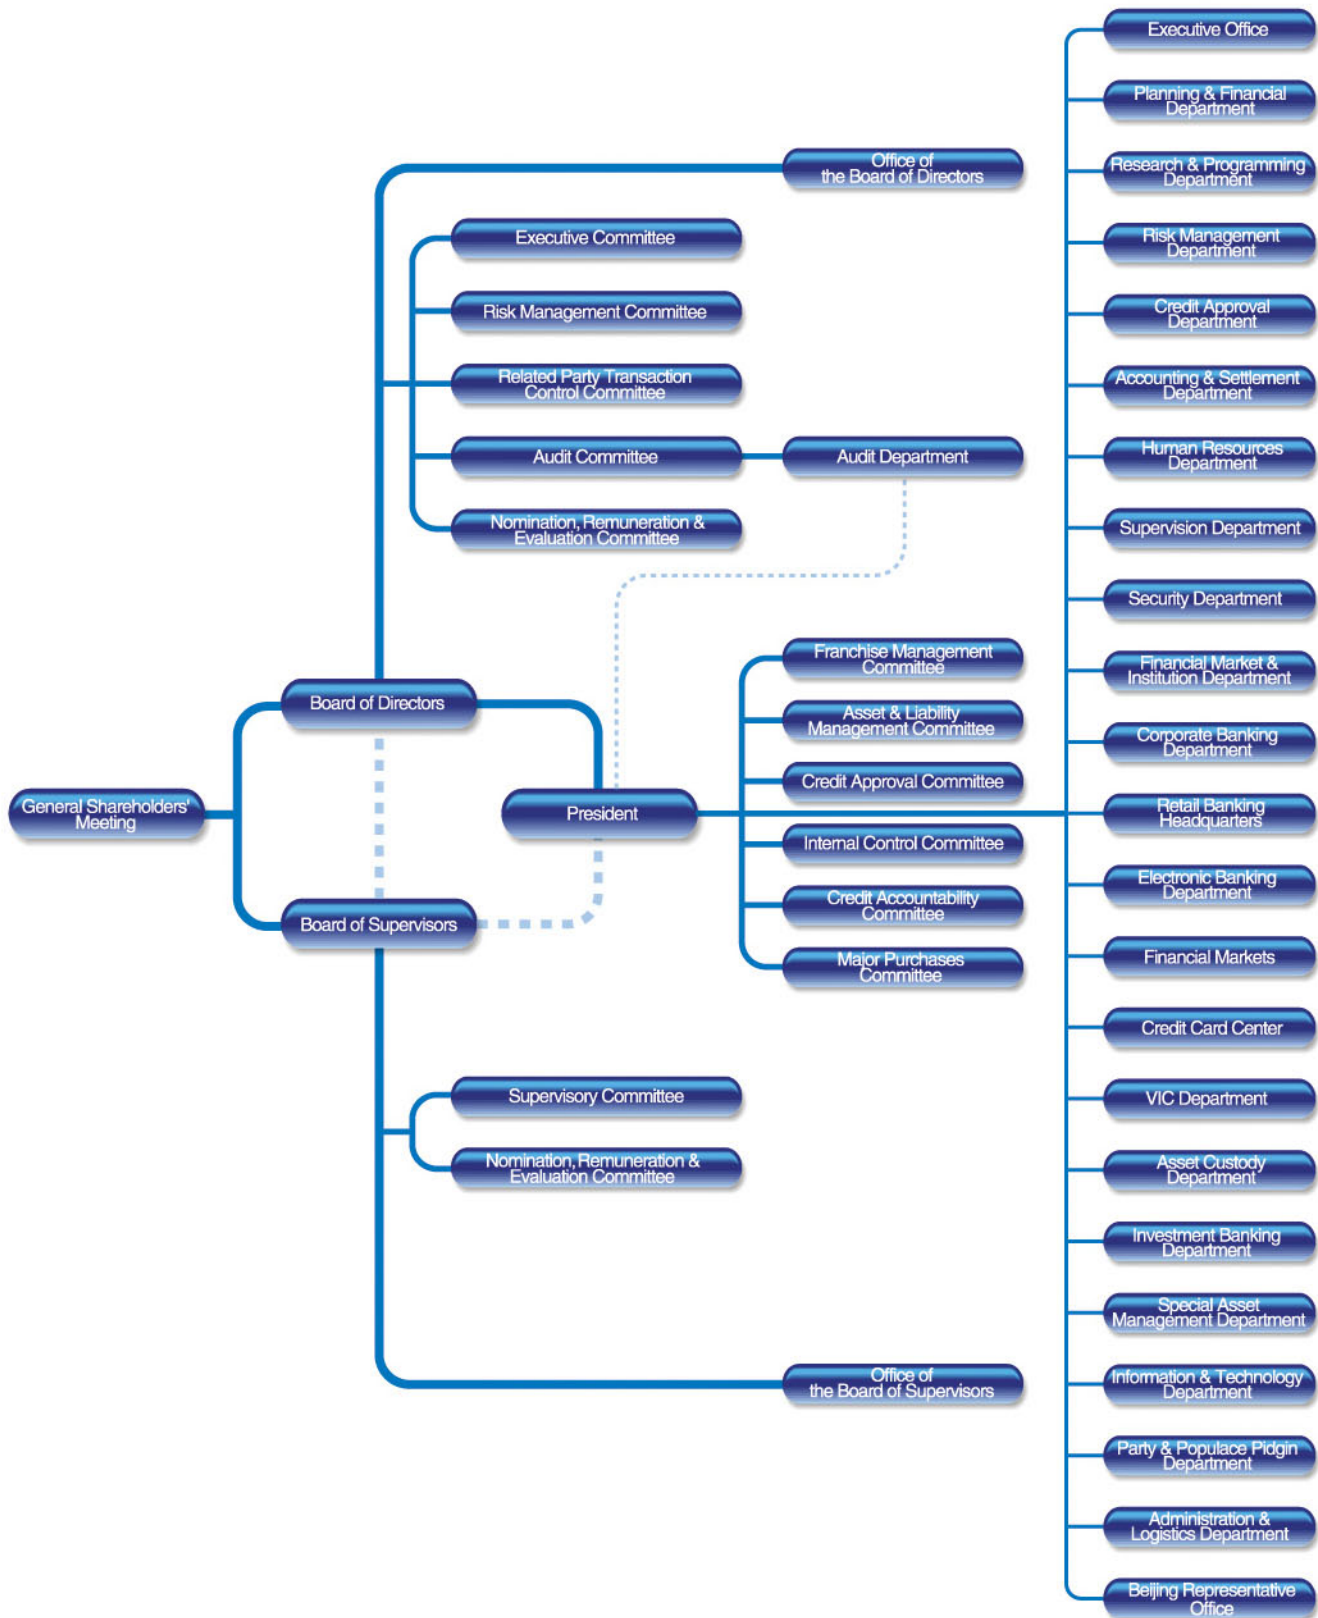 General Shareholders'
Meeting
Board of Directors
Board of Supervisors
President
Office of
the Board of Directors
Executive Committee
Risk Management Committee
Related Party Transaction
Control Committee
Audit Committee
Audit Department
Nomination, Remuneration &
Evaluation Committee
Franchise Management
Committee
Asset & Liability
Management Committee
Credit Approval Committee
Internal Control Committee
Credit Accountability
Committee
Major Purchases
Committee
Supervisory Committee
Nomination, Remuneration &
Evaluation Committee
Office of
the Board of Supervisors
Executive Office
Planning & Financial
Department
Research & Programming
Department
Risk Management
Department
Credit Approval
Department
Accounting & Settlement
Department
Human Resources
Department
Supervision Department
Security Department
Financial Market &
Institution Department
Corporate Banking
Department
Retail Banking
Headquarters
Electronic Banking
Department
Financial Markets
Credit Card Center
VIC Department
Asset Custody
Department
Investment Banking
Department
Special Asset
Management Department
Information & Technology
Department
Party & Populace Pidgin
Department
Administration &
Logistics Department
Beijing Representative
Office